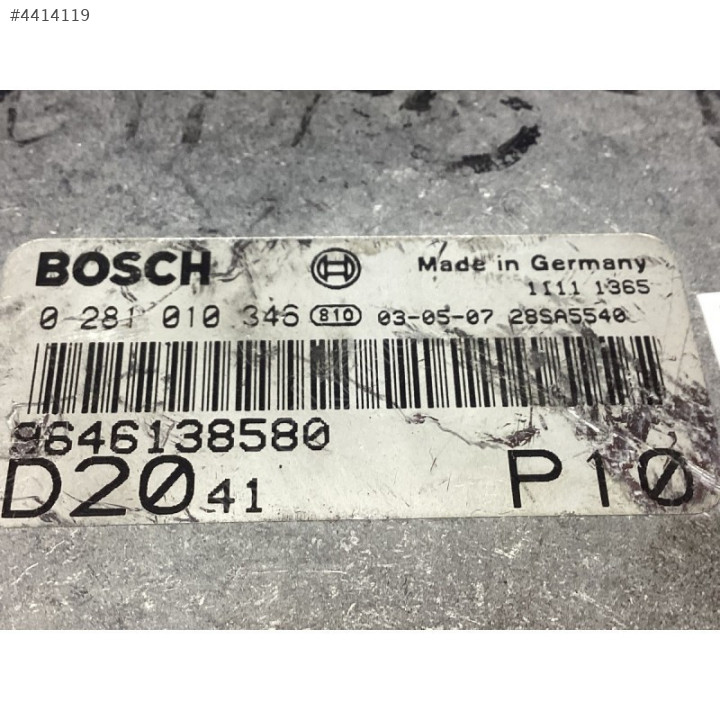 #4414119
BOSCH Made in Germany
1111 1365
0 281 010 346 810 03-05-07 28SA5540
9646138580
D20 41 P10